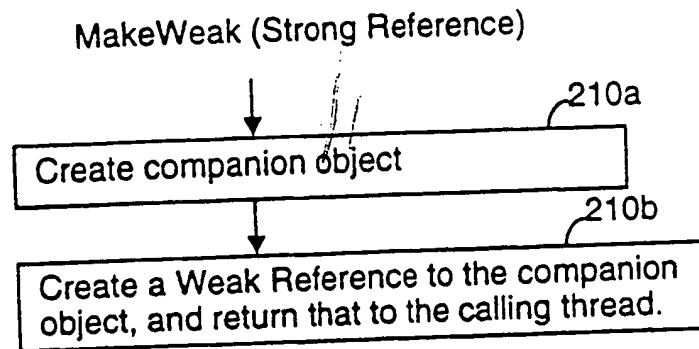 MakeWeak (Strong Reference)
210a
Create companion object
210b
Create a Weak Reference to the companion
object, and return that to the calling thread.